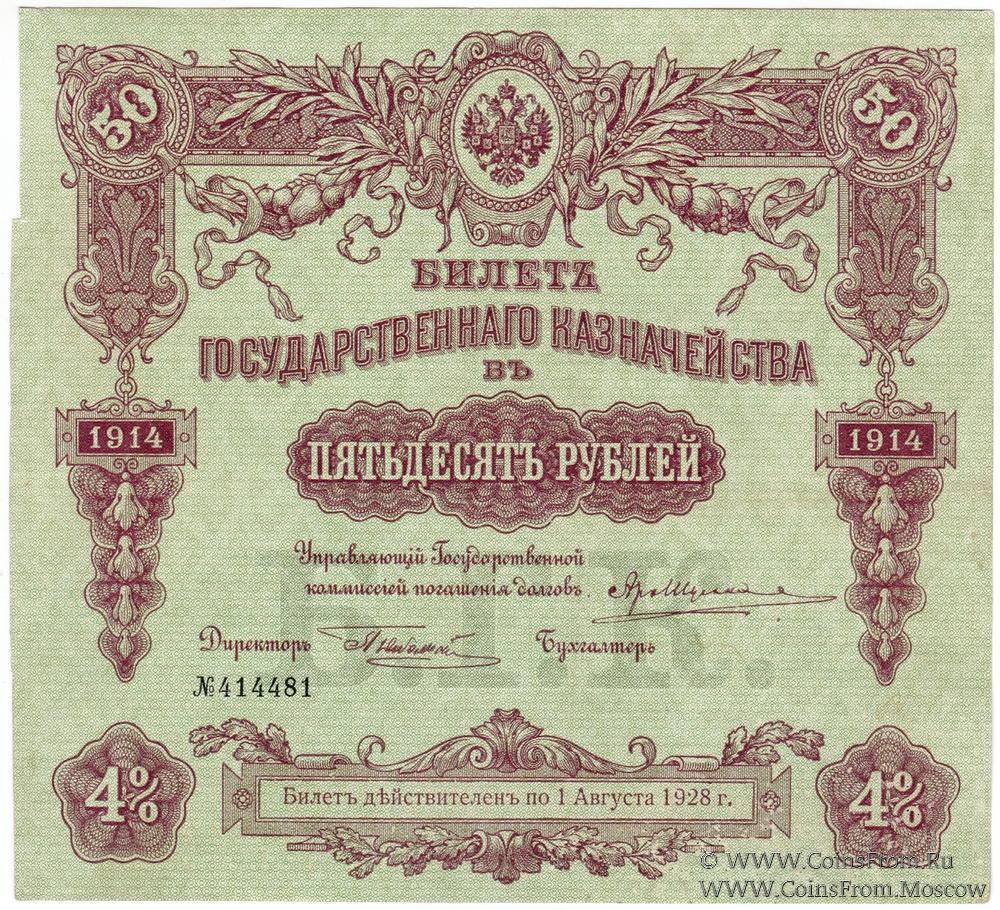 50
50
БИЛЕТЪ
ГОСУДАРСТВЕННАГО КАЗНАЧЕЙСТВА
ВЪ
1914
1914
ПЯТЬДЕСЯТЪ РУБЛЕЙ
Управляющій Государственной
коммиссіей погашенія долговъ
Директоръ
Бухгалтеръ
№414481
4%
4%
Билетъ дѣйствителенъ по 1 Августа 1928 г.
© WWW.CoinsFrom.Ru
WWW.CoinsFrom.Moscow